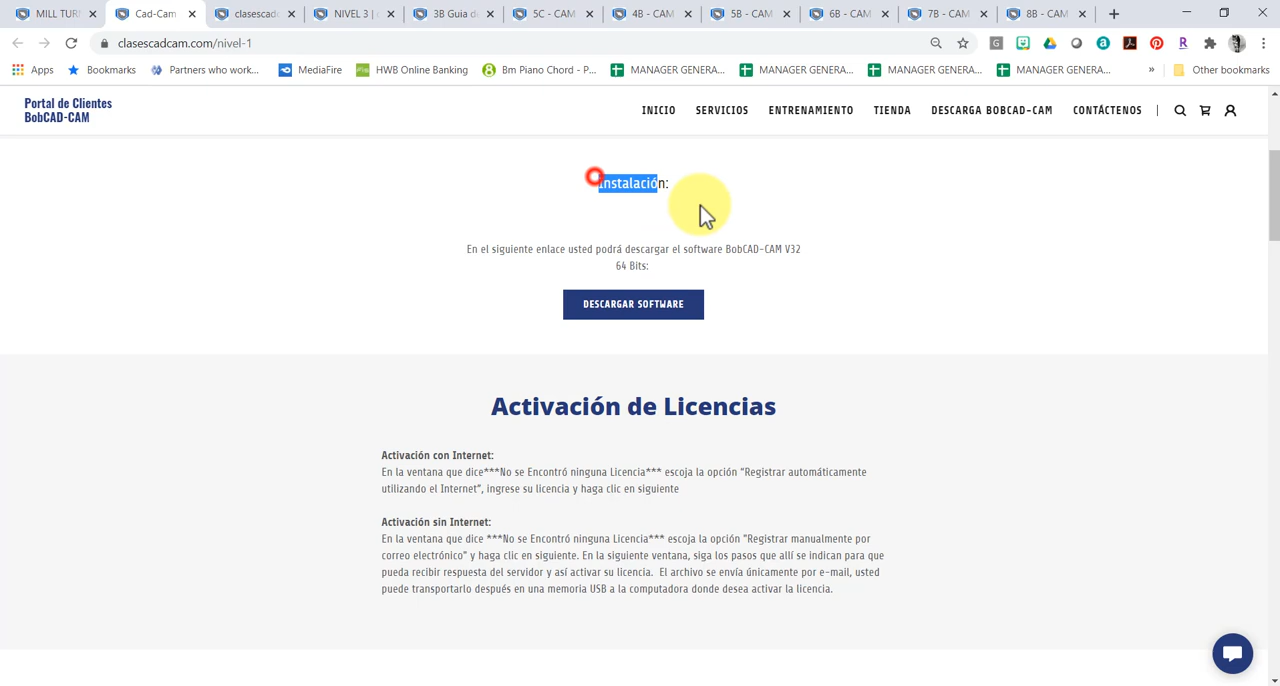 MILL TURN
Cad-Cam
clasescad
NIVEL 3 |
3B Guia d
5C - CAM
4B - CAM
5B - CAM
6B - CAM
7B - CAM
8B - CAM
clasescadcam.com/nivel-1
Apps
Bookmarks
Partners who work...
MediaFire
HWB Online Banking
Bm Piano Chord - P...
MANAGER GENERA...
MANAGER GENERA...
MANAGER GENERA...
MANAGER GENERA...
»
Other bookmarks
Portal de Clientes
BobCAD-CAM
INICIO
SERVICIOS
ENTRENAMIENTO
TIENDA
DESCARGA BOBCAD-CAM
CONTÁCTENOS
Instalación:
En el siguiente enlace usted podrá descargar el software BobCAD-CAM V32
64 Bits:
DESCARGAR SOFTWARE
Activación de Licencias
Activación con Internet:
En la ventana que dice***No se Encontró ninguna Licencia*** escoja la opción "Registrar automáticamente
utilizando el Internet", ingrese su licencia y haga clic en siguiente
Activación sin Internet:
En la ventana que dice ***No se Encontró ninguna Licencia*** escoja la opción "Registrar manualmente por
correo electrónico" y haga clic en siguiente. En la siguiente ventana, siga los pasos que allí se indican para que
pueda recibir respuesta del servidor y así activar su licencia. El archivo se envía únicamente por e-mail, usted
puede transportarlo después en una memoria USB a la computadora donde desea activar la licencia.